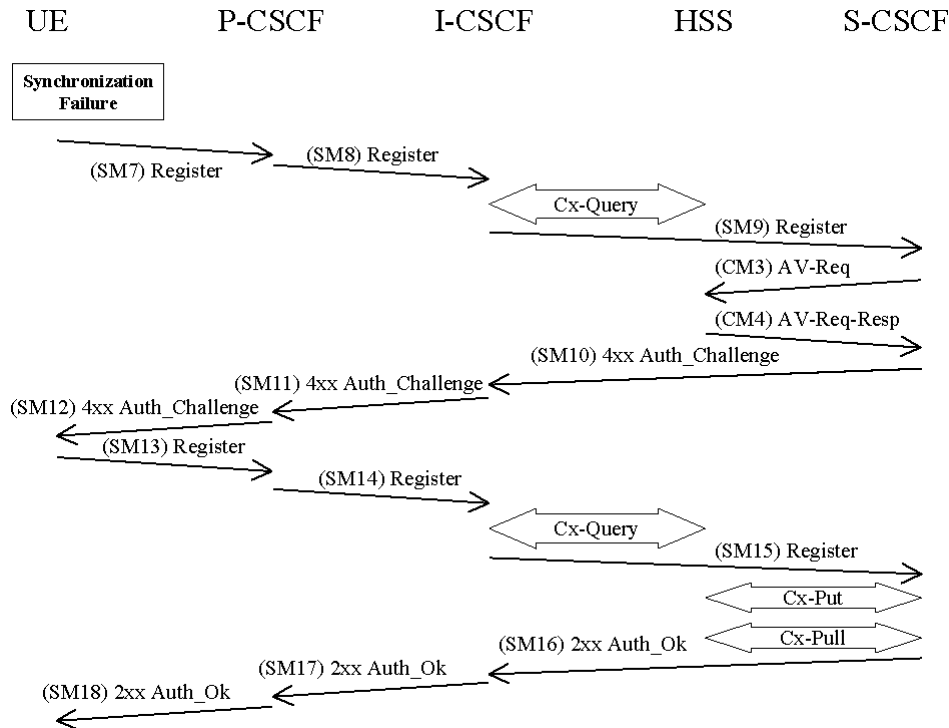 UE P-CSCF I-CSCF HSS S-CSCF
Synchronization
Failure
(SM7) Register
(SM8) Register
Cx-Query
(SM9) Register
(CM3) AV-Req
(CM4) AV-Req-Resp
(SM10) 4xx Auth_Challenge
(SM11) 4xx Auth_Challenge
(SM12) 4xx Auth_Challenge
(SM13) Register
(SM14) Register
Cx-Query
(SM15) Register
Cx-Put
Cx-Pull
(SM16) 2xx Auth_Ok
(SM17) 2xx Auth_Ok
(SM18) 2xx Auth_Ok